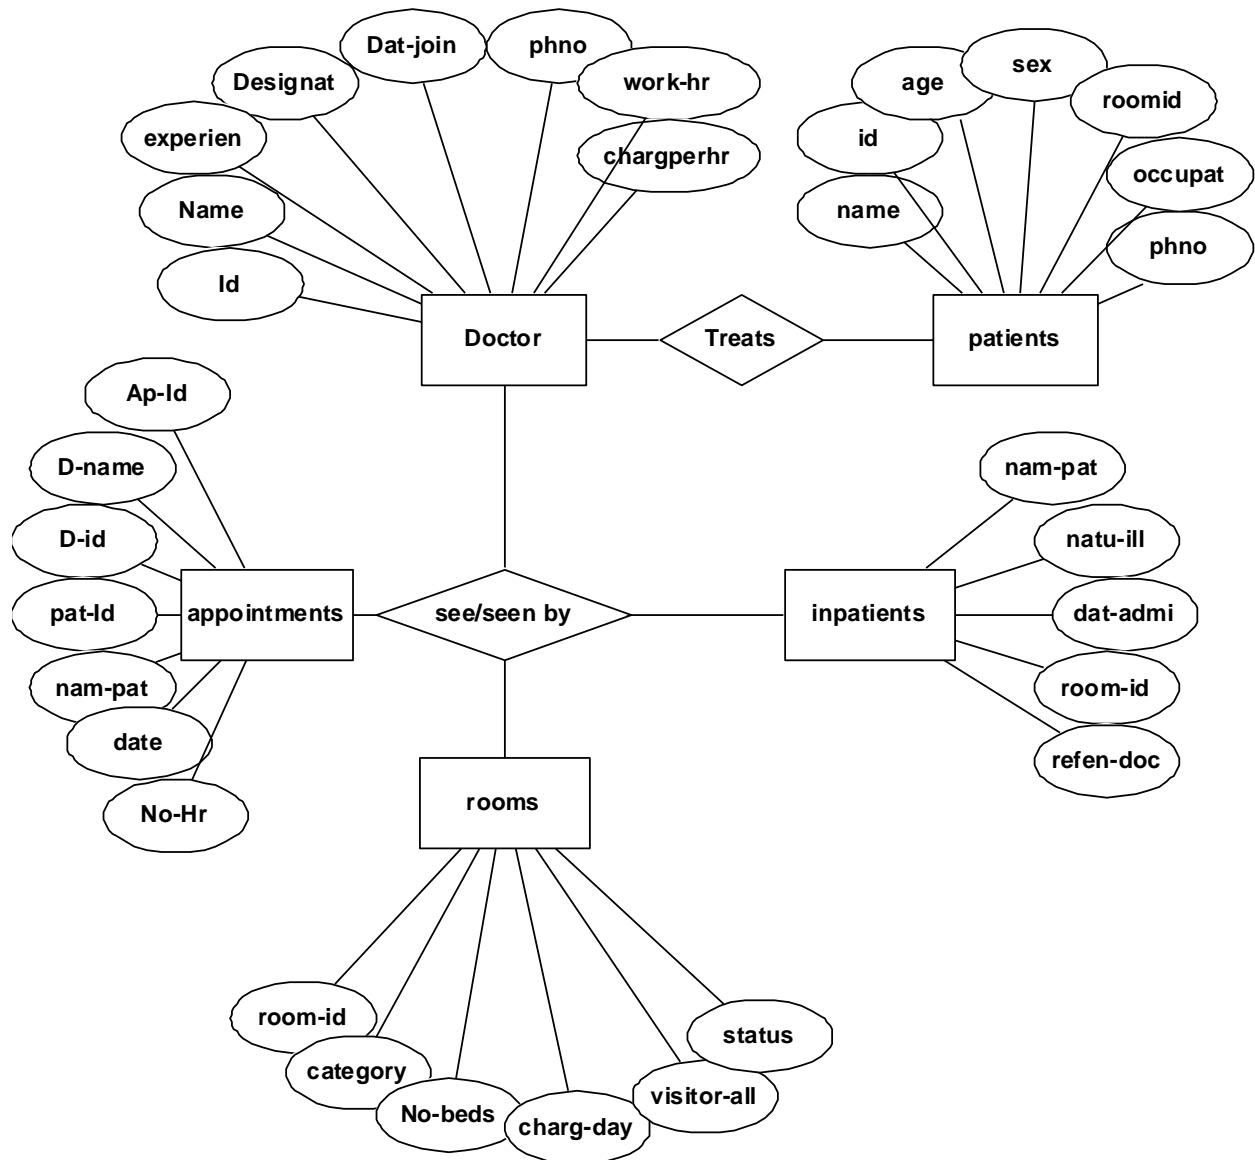 Dat-join
phno
Designat
work-hr
experien
chargperhr
Name
Id
age
sex
roomid
id
occupat
name
phno
Doctor
Treats
patients
Ap-Id
D-name
D-id
pat-Id
nam-pat
date
No-Hr
appointments
see/seen by
inpatients
nam-pat
natu-ill
dat-admi
room-id
refen-doc
rooms
room-id
category
No-beds
charg-day
visitor-all
status